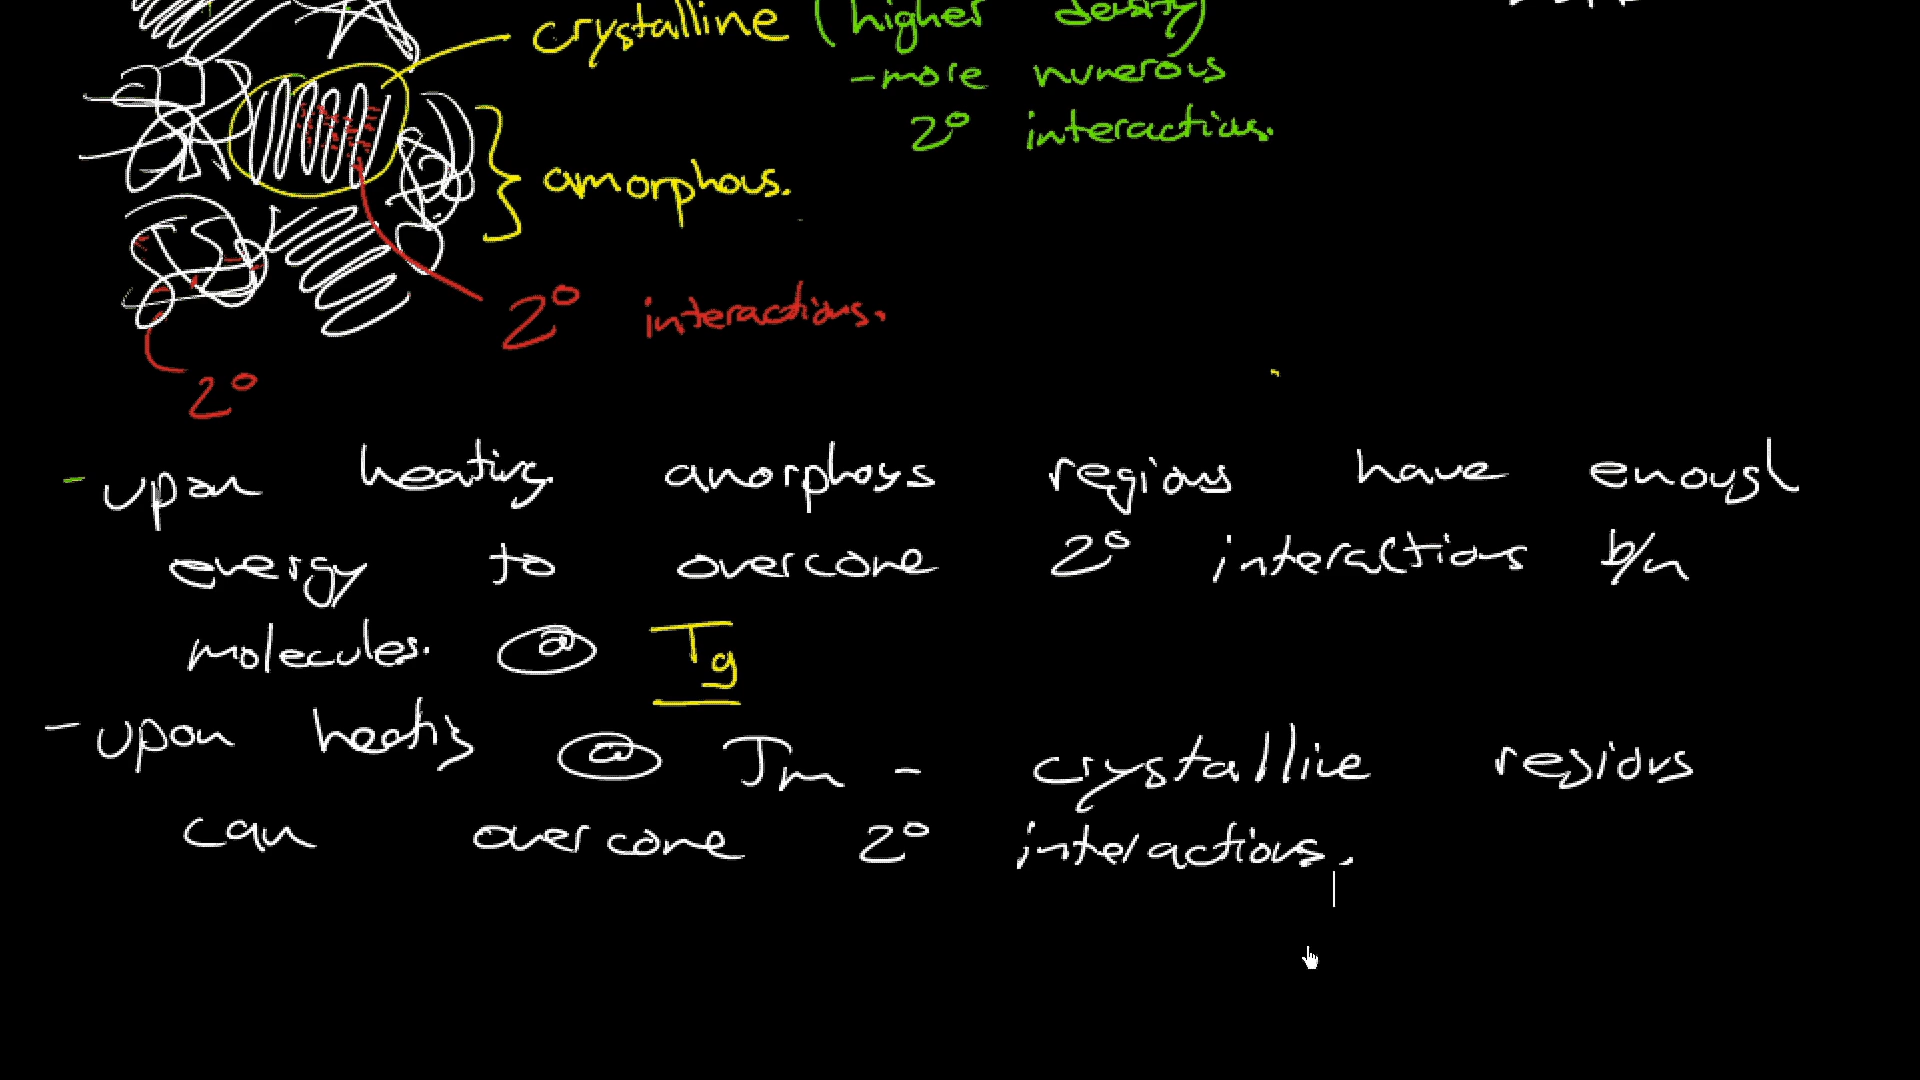 crystalline (higher density)
-more numerous
2° interactions.
amorphous.
2° interactions.
2°
-upon heating amorphous regions have enough
energy to overcome 2° interactions b/n
molecules. @ Tg
-upon heating @ Tm - crystalline regions
can overcome 2° interactions.